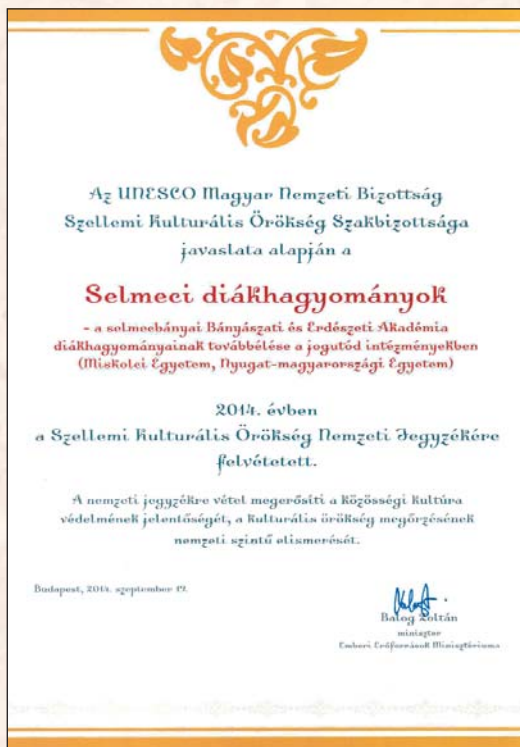 Az UNESCO Magyar Nemzeti Bizottság
Szellemi Kulturális Örökség Szakbizottsága
javaslata alapján a
Selmeci diákhagyományok
- a selmecbányai Bányászati és Erdészeti Akadémia
diákhagyományainak továbbélése a jogutód intézményekben
(Miskolci Egyetem, Nyugat-magyarországi Egyetem)
2014. évben
a Szellemi Kulturális Örökség Nemzeti Jegyzékére
felvétetett.
A nemzeti jegyzékre vétel megerősíti a közösségi kultúra
védelmének jelentőségét, a kulturális örökség megőrzésének
nemzeti szintű elismerését.
Budapest, 2014. szeptember 19.
Balog Zoltán
miniszter
Emberi Erőforrások Minisztériuma